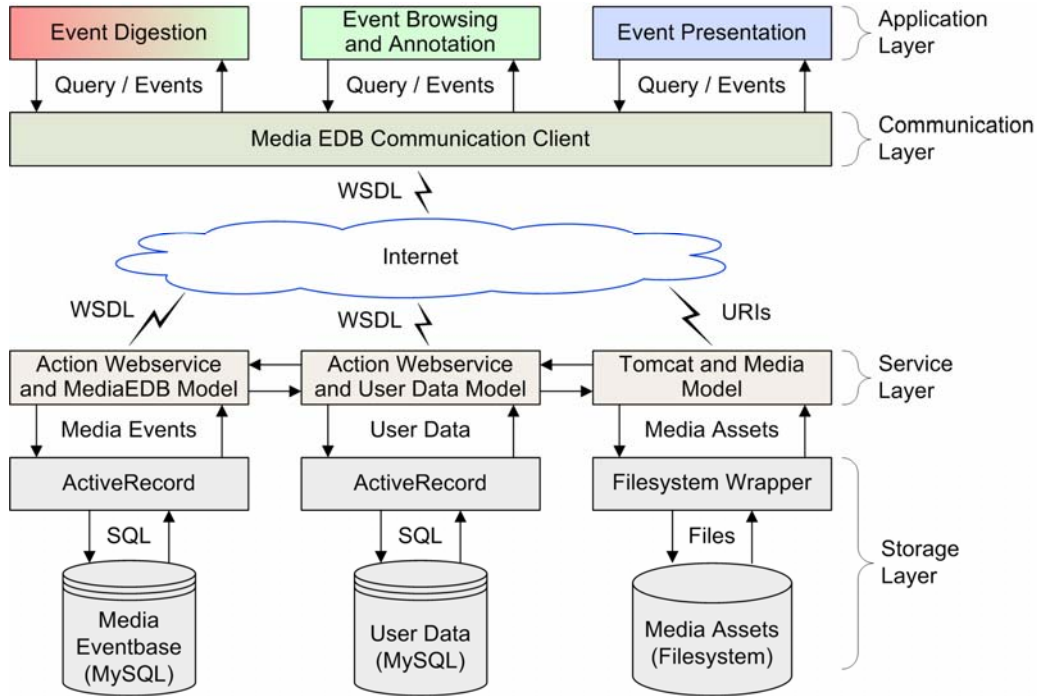 Event Digestion
Event Browsing
and Annotation
Event Presentation
Application
Layer
Query / Events
Query / Events
Query / Events
Media EDB Communication Client
Communication
Layer
WSDL
Internet
WSDL
WSDL
URIs
Action Webservice
and MediaEDB Model
Action Webservice
and User Data Model
Tomcat and Media
Model
Service
Layer
Media Events
User Data
Media Assets
ActiveRecord
ActiveRecord
Filesystem Wrapper
SQL
SQL
Files
Storage
Layer
Media
Eventbase
(MySQL)
User Data
(MySQL)
Media Assets
(Filesystem)